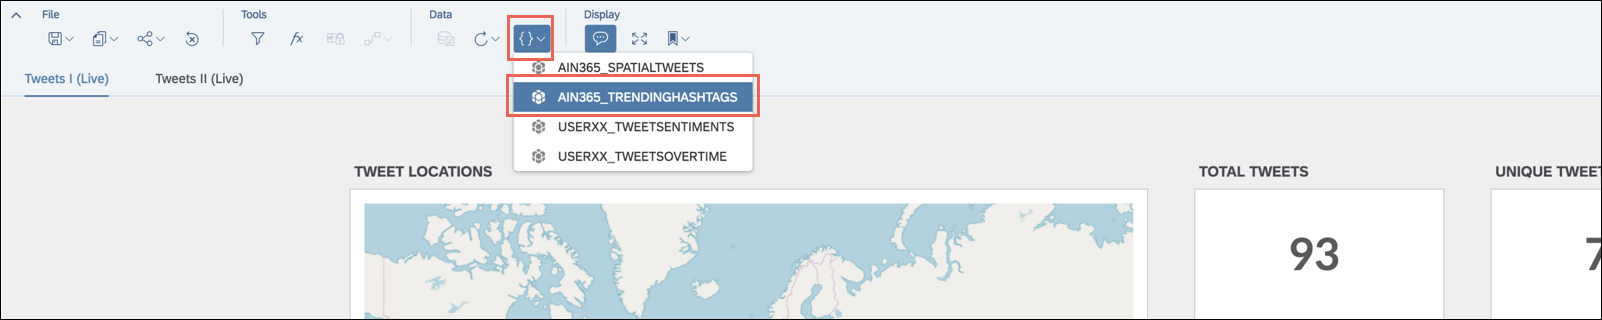 File
Tools
Data
Display
fx
{}
Tweets I (Live)
Tweets II (Live)
AIN365_SPATIALTWEETS
AIN365_TRENDINGHASHTAGS
USERXX_TWEETSENTIMENTS
USERXX_TWEETSOVERTIME
TWEET LOCATIONS
TOTAL TWEETS
UNIQUE TWEET
93
7